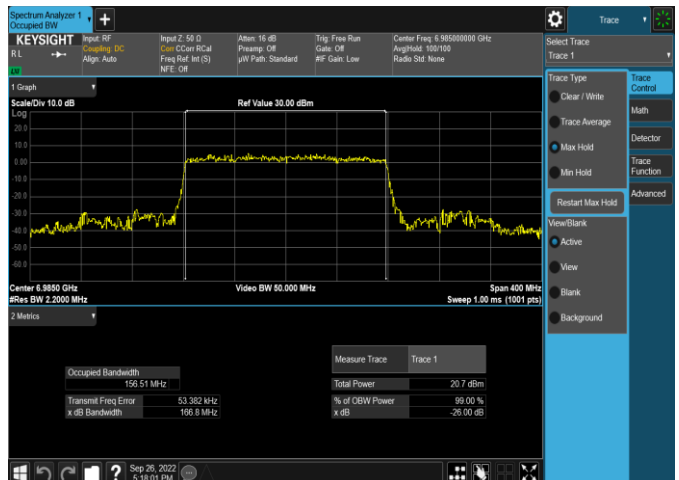 Spectrum Analyzer 1
Occupied BW
Trace
KEYSIGHT
R L
LW
Input: RF
Coupling: DC
Align: Auto
Input Z: 50 Ω
Corr CCorr RCal
Freq Ref: Int (S)
NFE: Off
Atten: 16 dB
Preamp: Off
µW Path: Standard
Trig: Free Run
Gate: Off
#IF Gain: Low
Center Freq: 6.985000000 GHz
Avg|Hold: 100/100
Radio Std: None
Select Trace
Trace 1
1 Graph
Scale/Div 10.0 dB
Ref Value 30.00 dBm
Log
20.0
10.0
0.00
-10.0
-20.0
-30.0
-40.0
-50.0
-60.0
Center 6.9850 GHz
Video BW 50.000 MHz
Span 400 MHz
#Res BW 2.2000 MHz
Sweep 1.00 ms (1001 pts)
2 Metrics
Measure Trace
Trace 1
Occupied Bandwidth
156.51 MHz
Total Power
20.7 dBm
Transmit Freq Error
53.382 kHz
% of OBW Power
99.00 %
x dB Bandwidth
166.8 MHz
x dB
-26.00 dB
Trace Type
Clear / Write
Trace Average
Max Hold
Min Hold
Restart Max Hold
View/Blank
Active
View
Blank
Background
Trace
Control
Math
Detector
Trace
Function
Advanced
?
Sep 26, 2022
5:18:01 PM